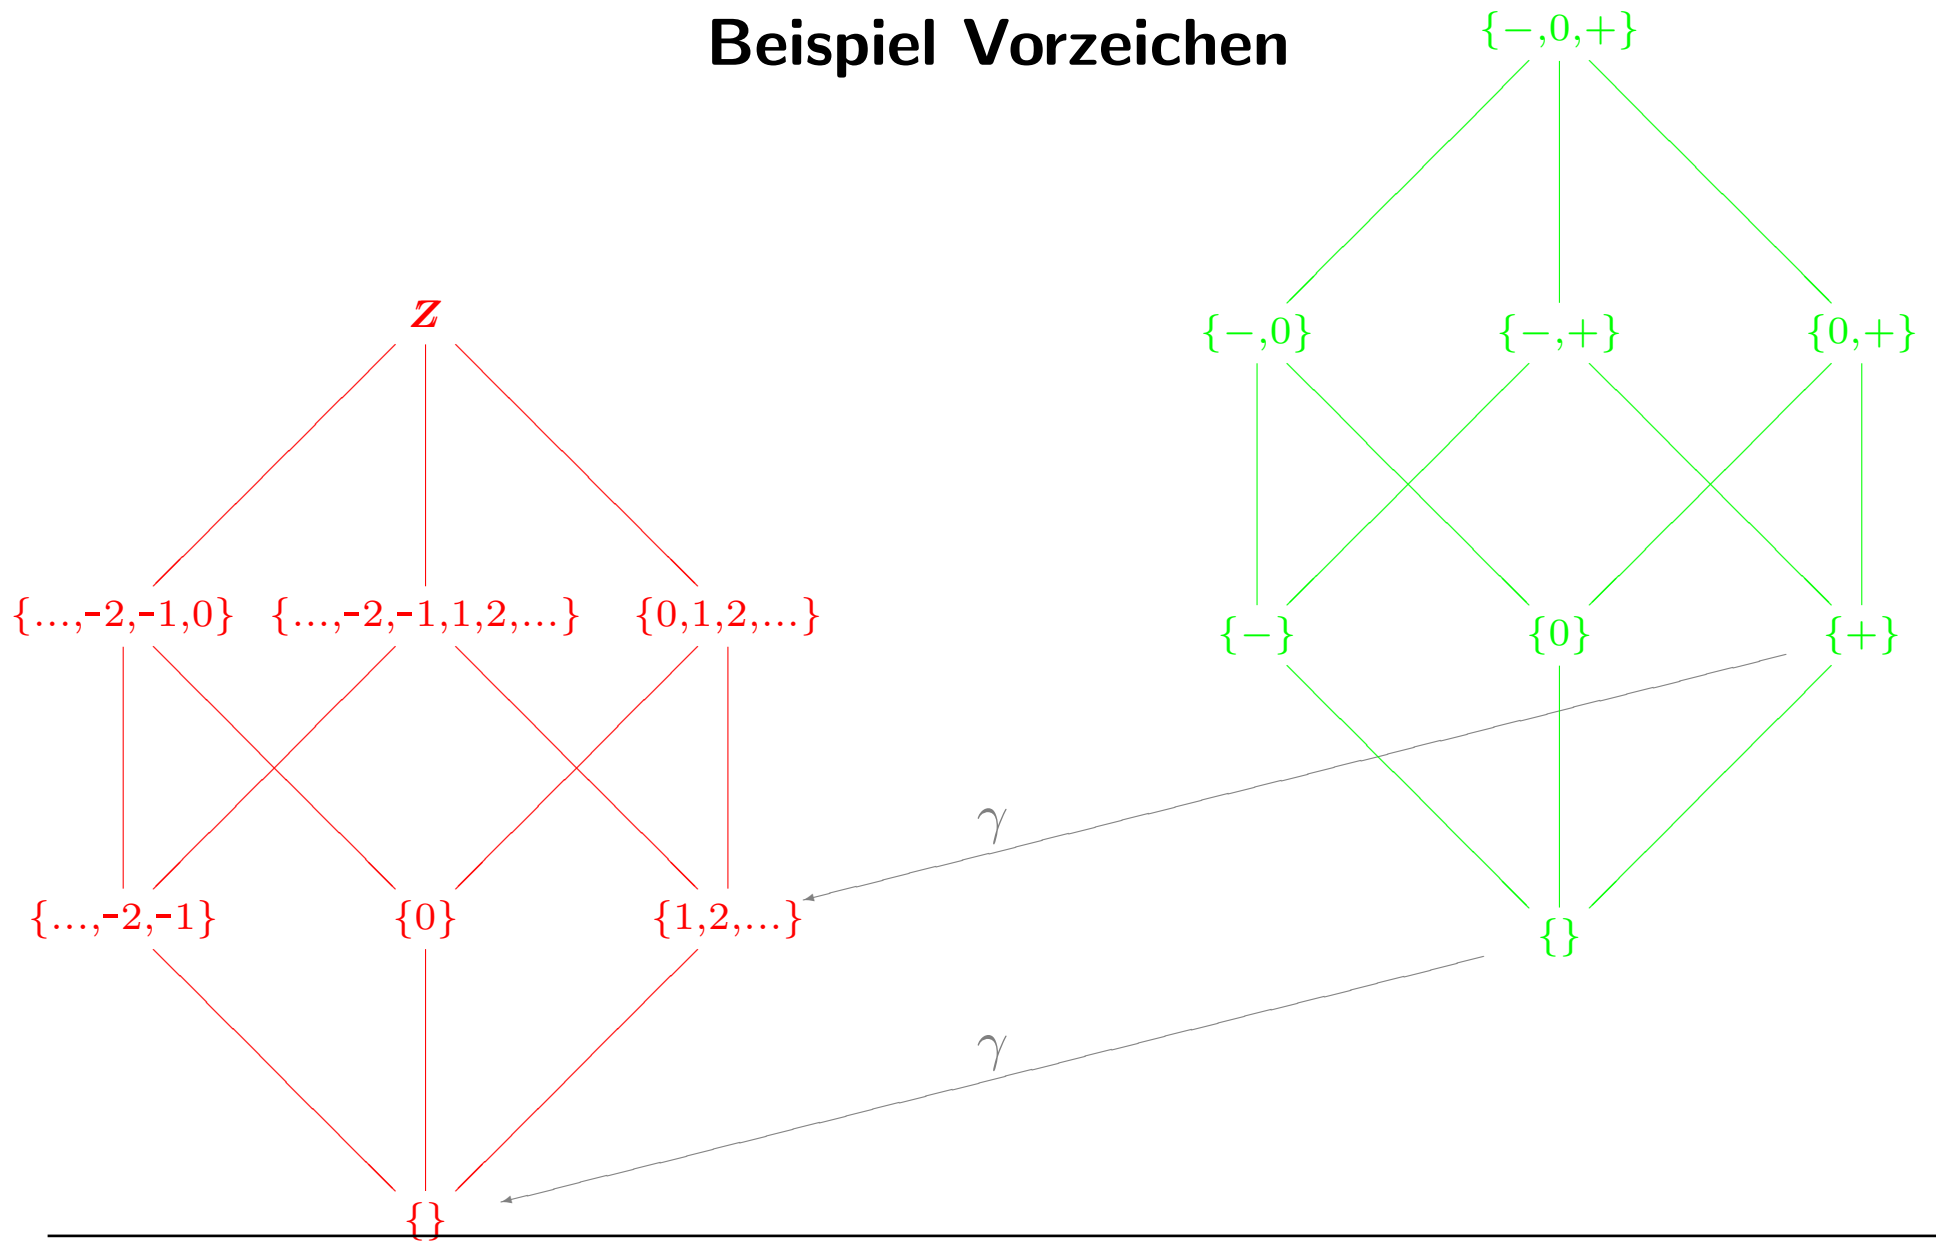 Beispiel Vorzeichen
{−,0,+}
Z
{−,0} {−,+} {0,+}
{...,-2,-1,0} {...,-2,-1,1,2,...} {0,1,2,...}
{−} {0} {+}
γ
{...,-2,-1} {0} {1,2,...}
{}
γ
{}